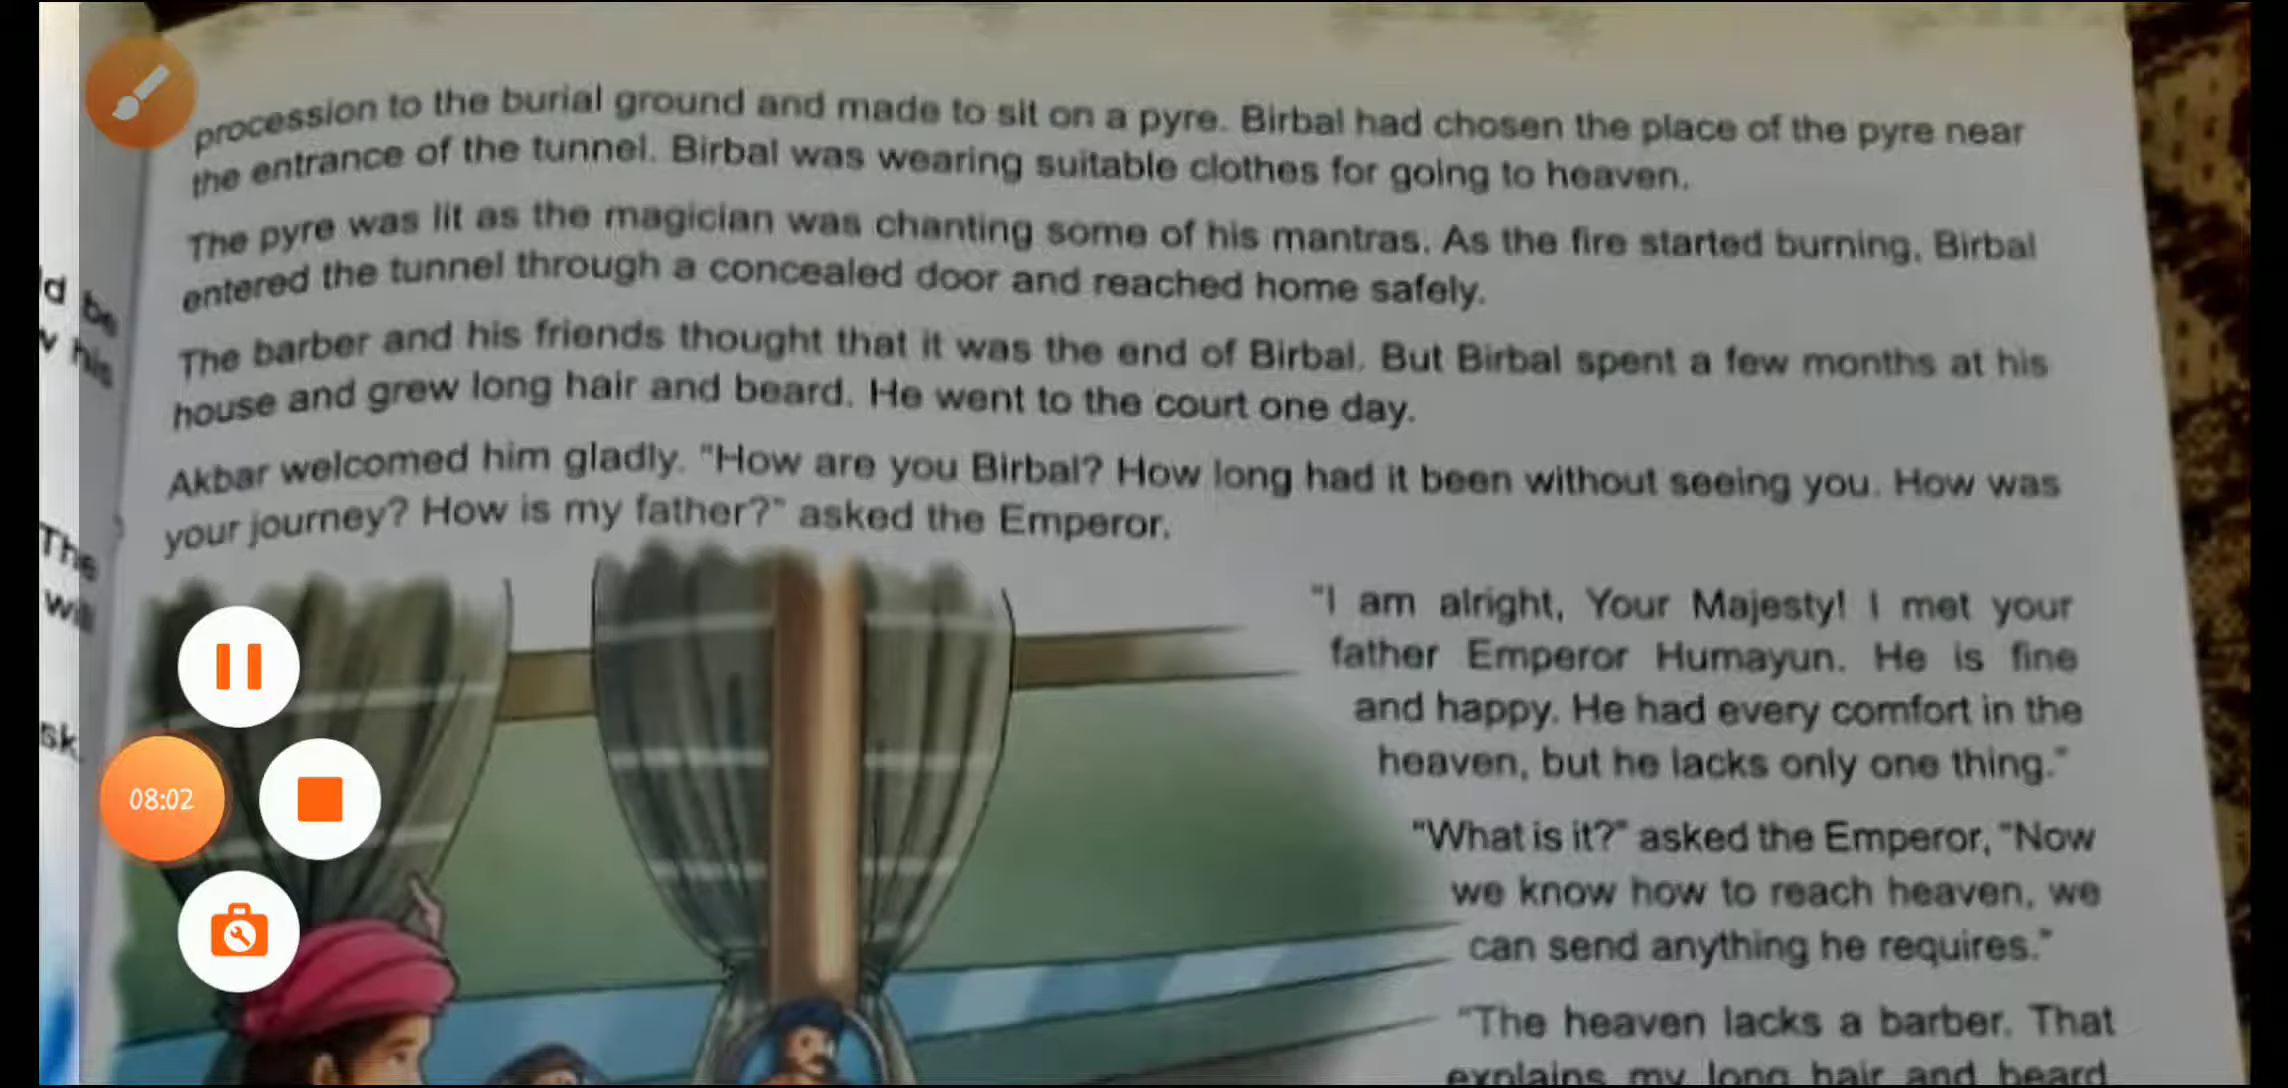 procession to the burial ground and made to sit on a pyre. Birbal had chosen the place of the pyre near
the entrance of the tunnel. Birbal was wearing suitable clothes for going to heaven.
The pyre was lit as the magician was chanting some of his mantras. As the fire started burning, Birbal
entered the tunnel through a concealed door and reached home safely.
The barber and his friends thought that it was the end of Birbal. But Birbal spent a few months at his
house and grew long hair and beard. He went to the court one day.
Akbar welcomed him gladly. "How are you Birbal? How long had it been without seeing you. How was
your journey? How is my father?" asked the Emperor.
"I am alright, Your Majesty! I met your
father Emperor Humayun. He is fine
and happy. He had every comfort in the
heaven, but he lacks only one thing."
"What is it?" asked the Emperor, "Now
we know how to reach heaven, we
can send anything he requires."
"The heaven lacks a barber. That
explains my long hair and beard
d be
his
The
will
sk
08:02